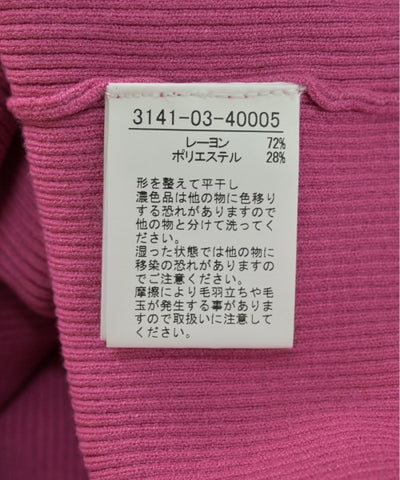 3141-03-40005
レーヨン 72%
ポリエステル 28%
形を整えて平干し
濃色品は他の物に色移り
する恐れがありますので
他の物と分けて洗ってく
ださい。
湿った状態では他の物に
移染の恐れがありますの
でご注意ください。
摩擦により毛羽立ちや毛
玉が発生する事がありま
すので取扱いに注意して
ください。